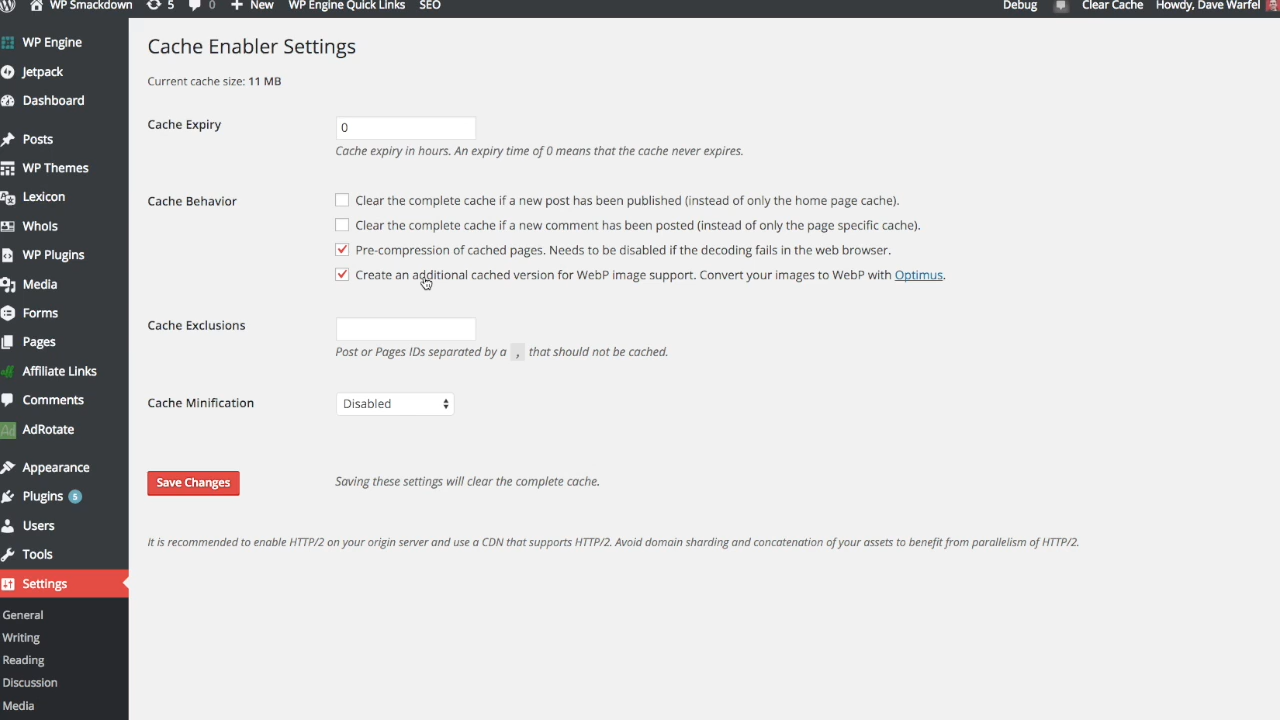 WP Smackdown 5 0 New WP Engine Quick Links SEO Debug Clear Cache Howdy, Dave Warfel
WP Engine
Jetpack
Dashboard
Posts
WP Themes
Lexicon
WhoIs
WP Plugins
Media
Forms
Pages
Affiliate Links
Comments
AdRotate
Appearance
Plugins 5
Users
Tools
Settings
General
Writing
Reading
Discussion
Media
Cache Enabler Settings
Current cache size: 11 MB
Cache Expiry
0
Cache expiry in hours. An expiry time of 0 means that the cache never expires.
Cache Behavior
Clear the complete cache if a new post has been published (instead of only the home page cache).
Clear the complete cache if a new comment has been posted (instead of only the page specific cache).
Pre-compression of cached pages. Needs to be disabled if the decoding fails in the web browser.
Create an additional cached version for WebP image support. Convert your images to WebP with Optimus.
Cache Exclusions
Post or Pages IDs separated by a , that should not be cached.
Cache Minification
Disabled
Save Changes
Saving these settings will clear the complete cache.
It is recommended to enable HTTP/2 on your origin server and use a CDN that supports HTTP/2. Avoid domain sharding and concatenation of your assets to benefit from parallelism of HTTP/2.